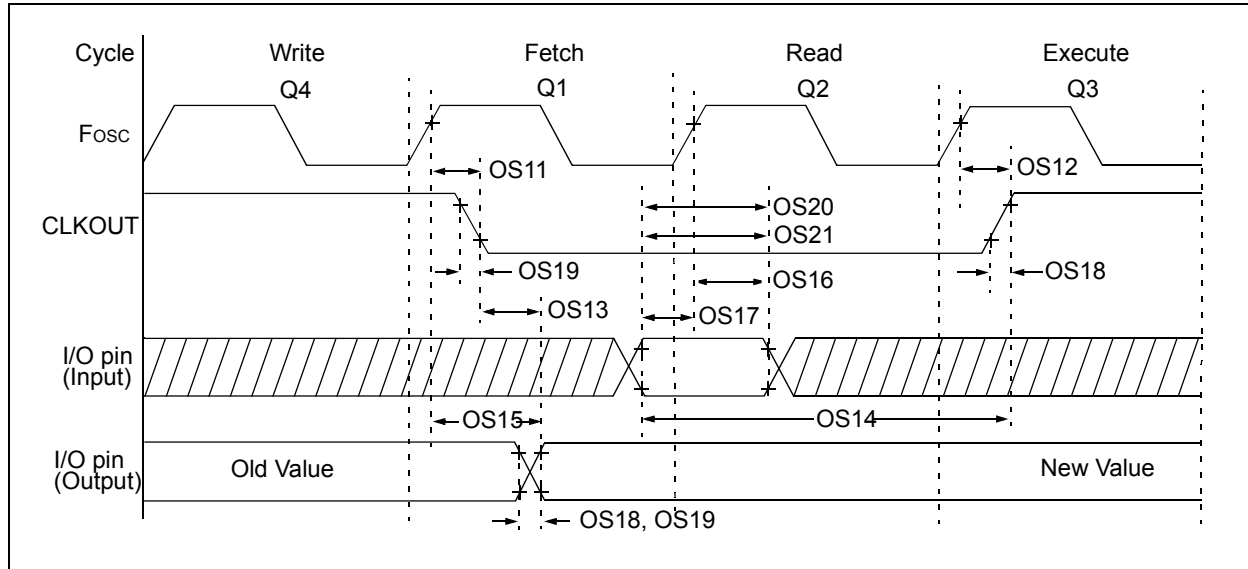 Cycle Write Fetch Read Execute
Q4 Q1 Q2 Q3
Fosc
OS11 OS12
CLKOUT
OS20
OS21
OS19 OS16 OS18
OS13 OS17
I/O pin
(Input)
OS15 OS14
I/O pin
(Output)
Old Value New Value
OS18, OS19